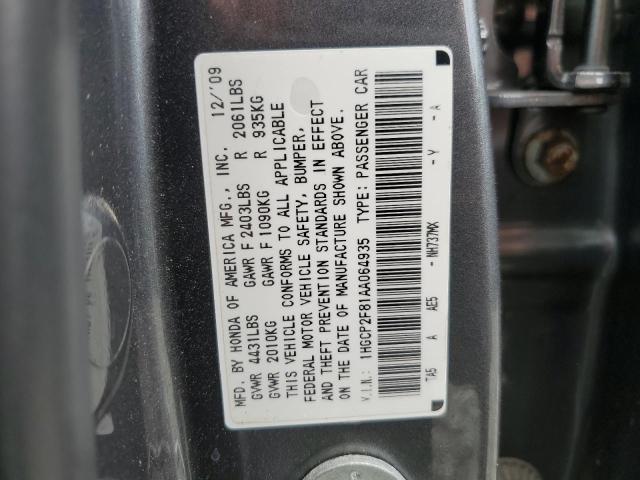 MFD. BY HONDA OF AMERICA MFG., INC. 12/'09
GVWR 4431LBS GAWR F 2403LBS R 2061LBS
GVWR 2010KG GAWR F 1090KG R 935KG
THIS VEHICLE CONFORMS TO ALL APPLICABLE
FEDERAL MOTOR VEHICLE SAFETY, BUMPER,
AND THEFT PREVENTION STANDARDS IN EFFECT
ON THE DATE OF MANUFACTURE SHOWN ABOVE.
V.I.N.: 1HGCP2F81AA064935 TYPE: PASSENGER CAR
TA5 A AE5 - NH737MX - Y - A